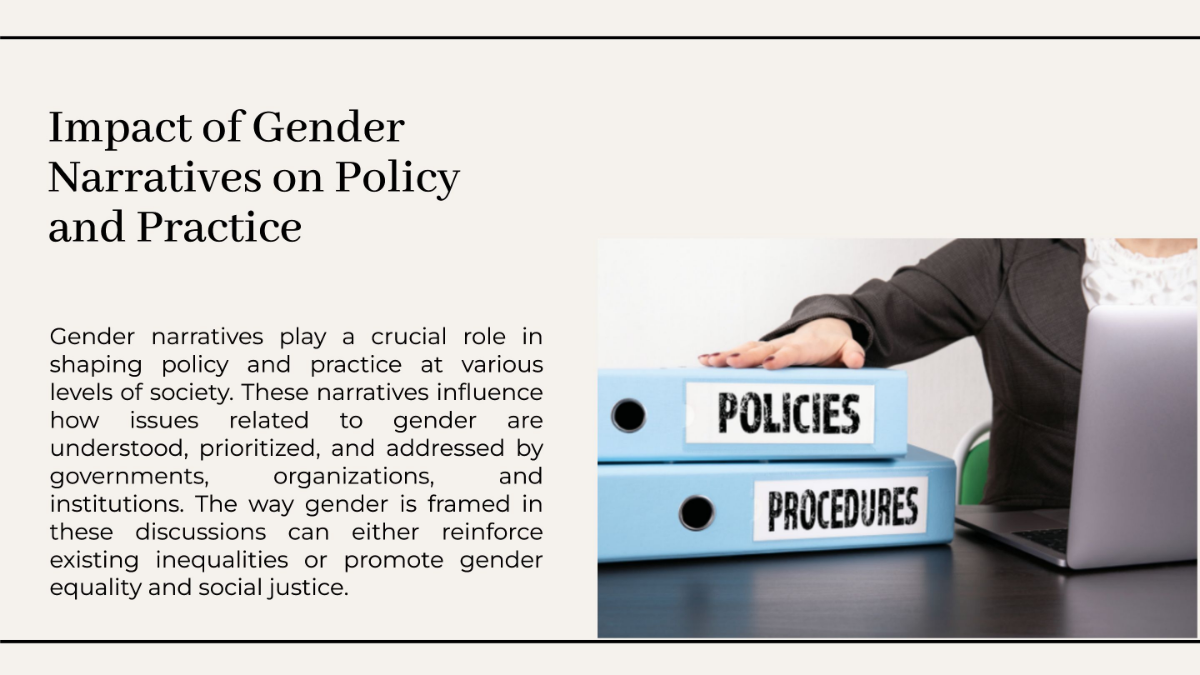 Impact of Gender
Narratives on Policy
and Practice
Gender narratives play a crucial role in
shaping policy and practice at various
levels of society. These narratives influence
how issues related to gender are
understood, prioritized, and addressed by
governments, organizations, and
institutions. The way gender is framed in
these discussions can either reinforce
existing inequalities or promote gender
equality and social justice.
POLICIES
PROCEDURES